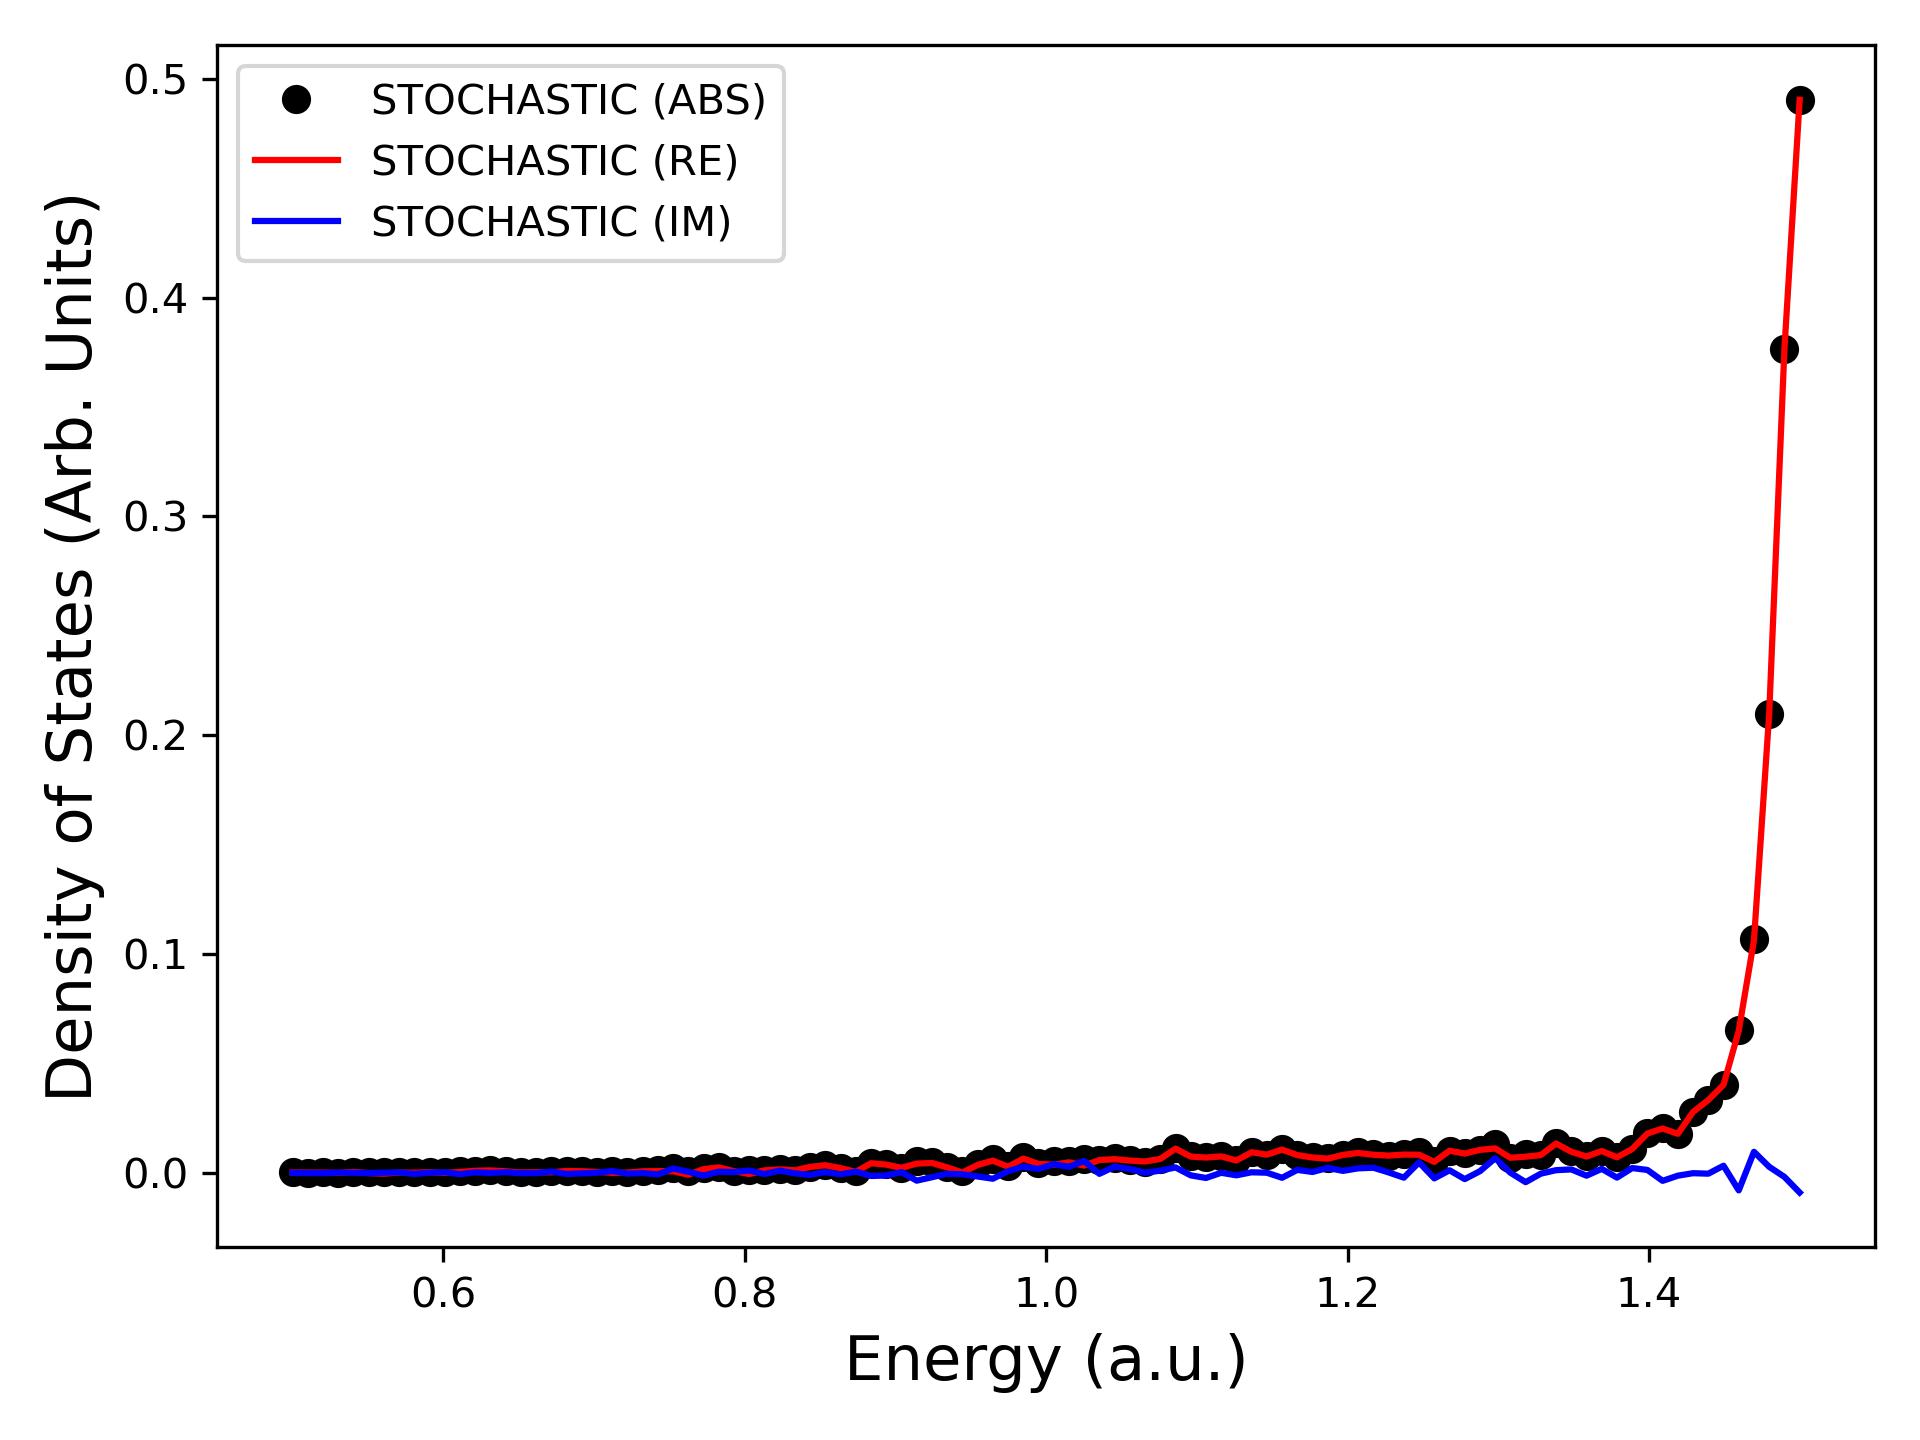 STOCHASTIC (ABS)
STOCHASTIC (RE)
STOCHASTIC (IM)
Density of States (Arb. Units)
0.5
0.4
0.3
0.2
0.1
0.0
0.6 0.8 1.0 1.2 1.4
Energy (a.u.)